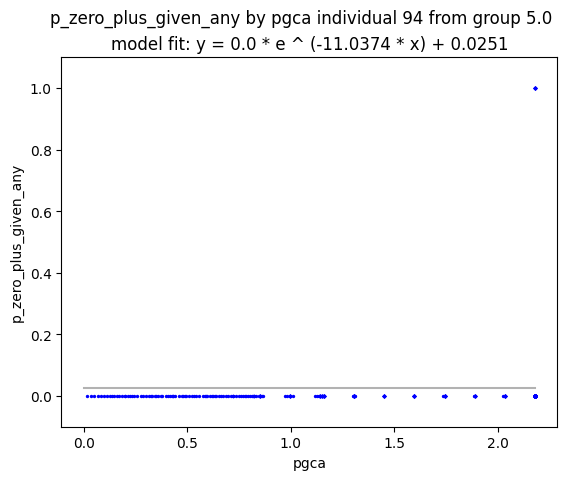 p_zero_plus_given_any by pgca individual 94 from group 5.0
model fit: y = 0.0 * e ^ (-11.0374 * x) + 0.0251
1.0
0.8
0.6
0.4
0.2
0.0
p_zero_plus_given_any
0.0 0.5 1.0 1.5 2.0
pgca